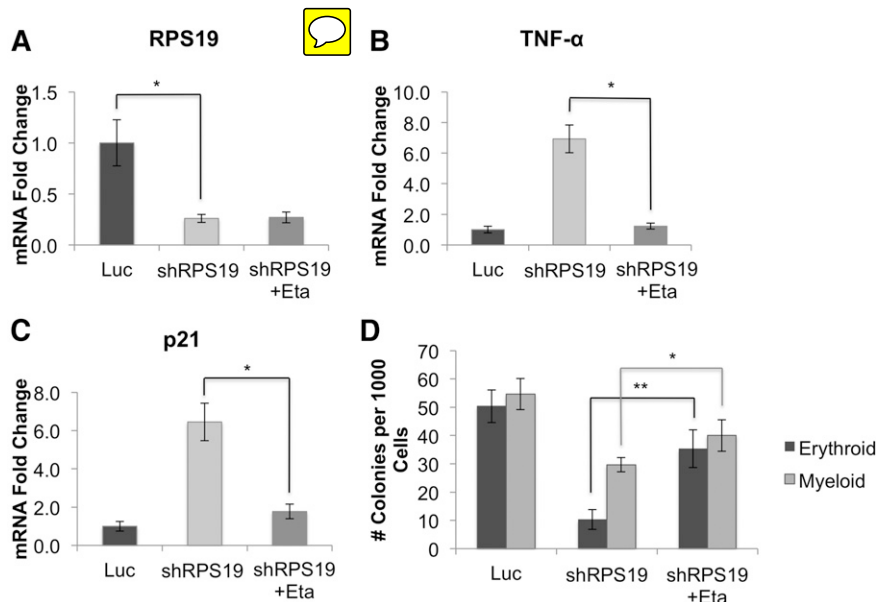 A
RPS19
mRNA Fold Change
1.5
1.0
0.5
0.0
*
Luc
shRPS19
shRPS19
+Eta
B
TNF-α
mRNA Fold Change
10.0
8.0
6.0
4.0
2.0
0.0
*
Luc
shRPS19
shRPS19
+Eta
C
p21
mRNA Fold Change
8.0
6.0
4.0
2.0
0.0
*
Luc
shRPS19
shRPS19
+Eta
D
# Colonies per 1000
Cells
70
60
50
40
30
20
10
0
*
**
Luc
shRPS19
shRPS19
+Eta
Erythroid
Myeloid